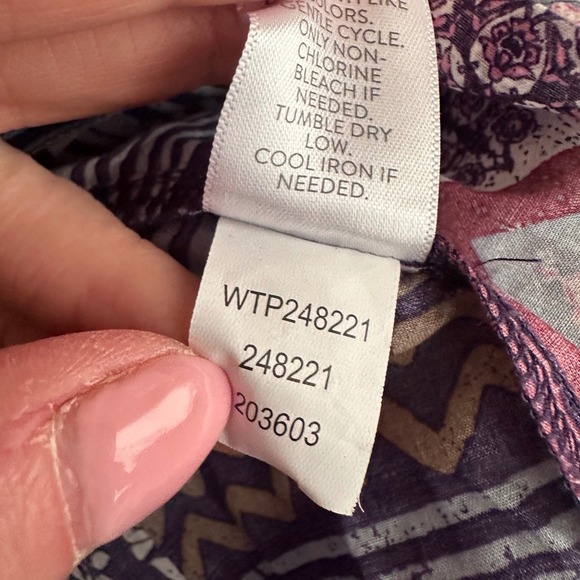 LIKE
COLORS.
GENTLE CYCLE.
ONLY NON-
CHLORINE
BLEACH IF
NEEDED.
TUMBLE DRY
LOW.
COOL IRON IF
NEEDED.
WTP248221
248221
203603